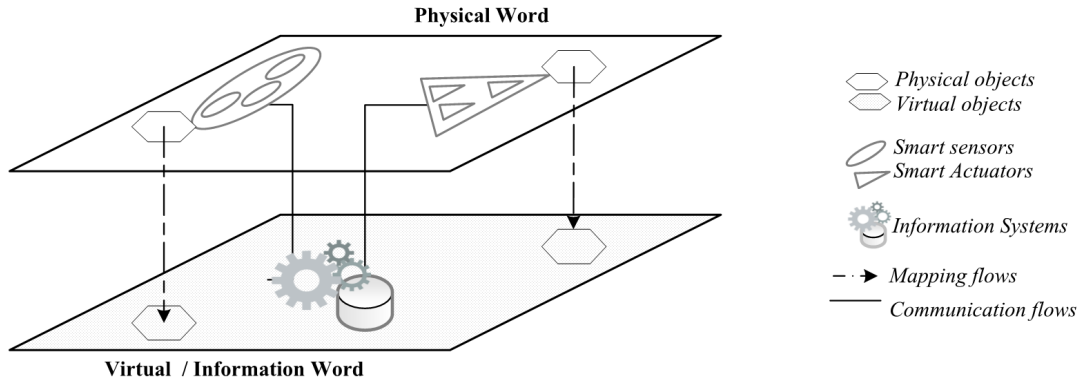 Physical Word
Physical objects
Virtual objects
Smart sensors
Smart Actuators
Information Systems
Mapping flows
Communication flows
Virtual / Information Word